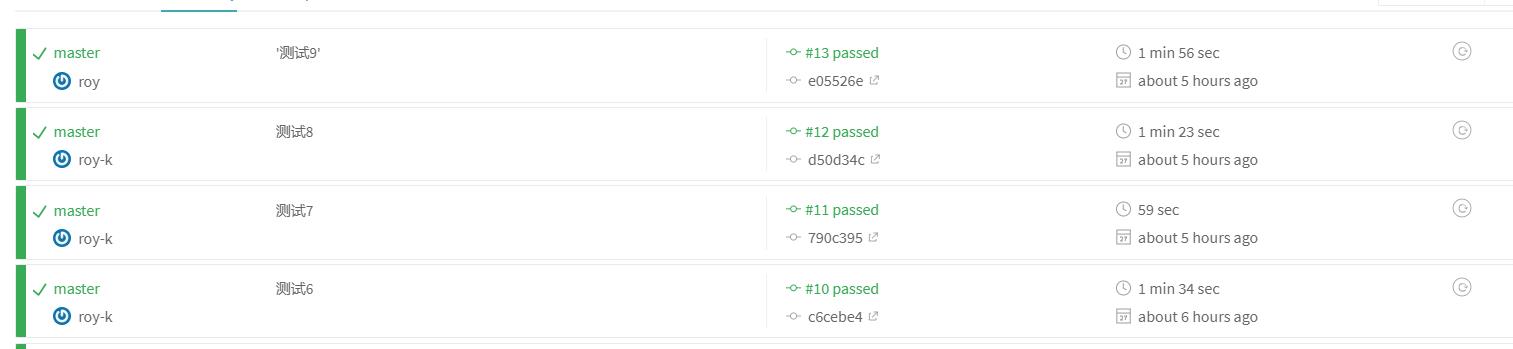 master '测试9' #13 passed 1 min 56 sec
roy e05526e about 5 hours ago
master 测试8 #12 passed 1 min 23 sec
roy-k d50d34c about 5 hours ago
master 测试7 #11 passed 59 sec
roy-k 790c395 about 5 hours ago
master 测试6 #10 passed 1 min 34 sec
roy-k c6cebe4 about 6 hours ago